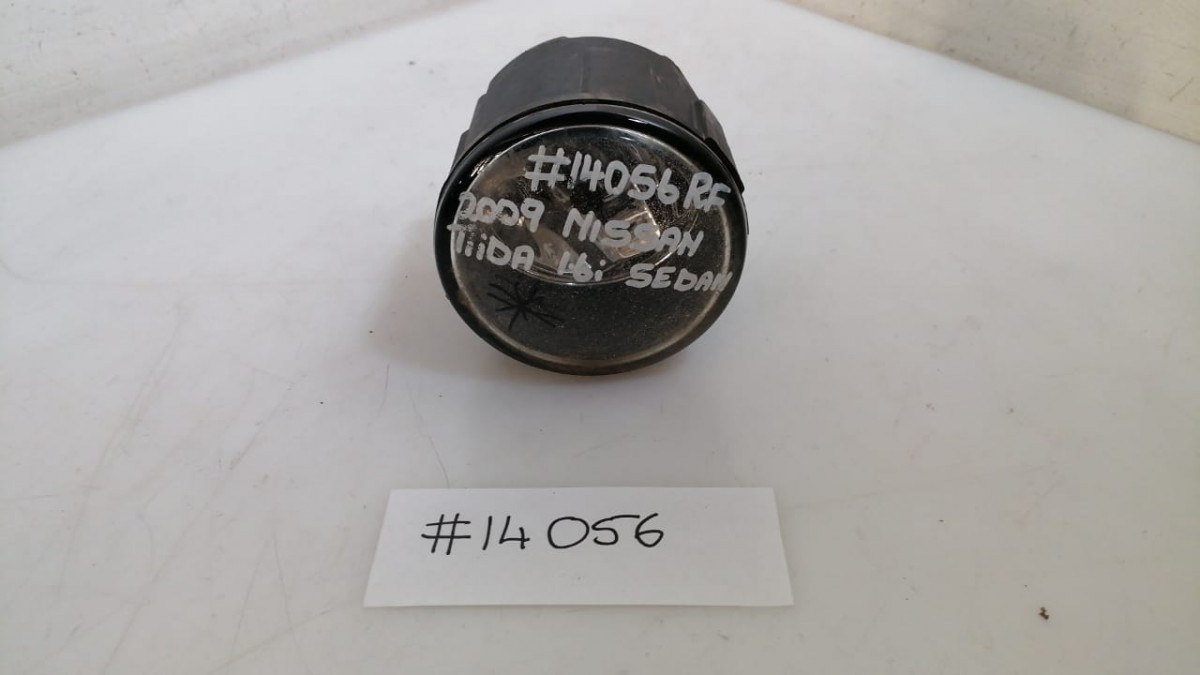 #14056 RF
2009 NISSAN
TiiDA 1.6i SEDAN
#14056